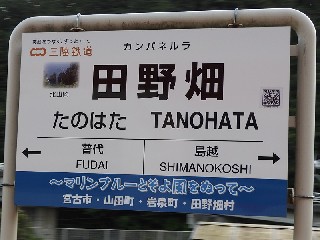 三陸鉄道
カンパネルラ
田野畑
たのはた TANOHATA
普代 島越
FUDAI SHIMANOKOSHI
～マリンブルーとそよ風をぬって～
宮古市・山田町・岩泉町・田野畑村